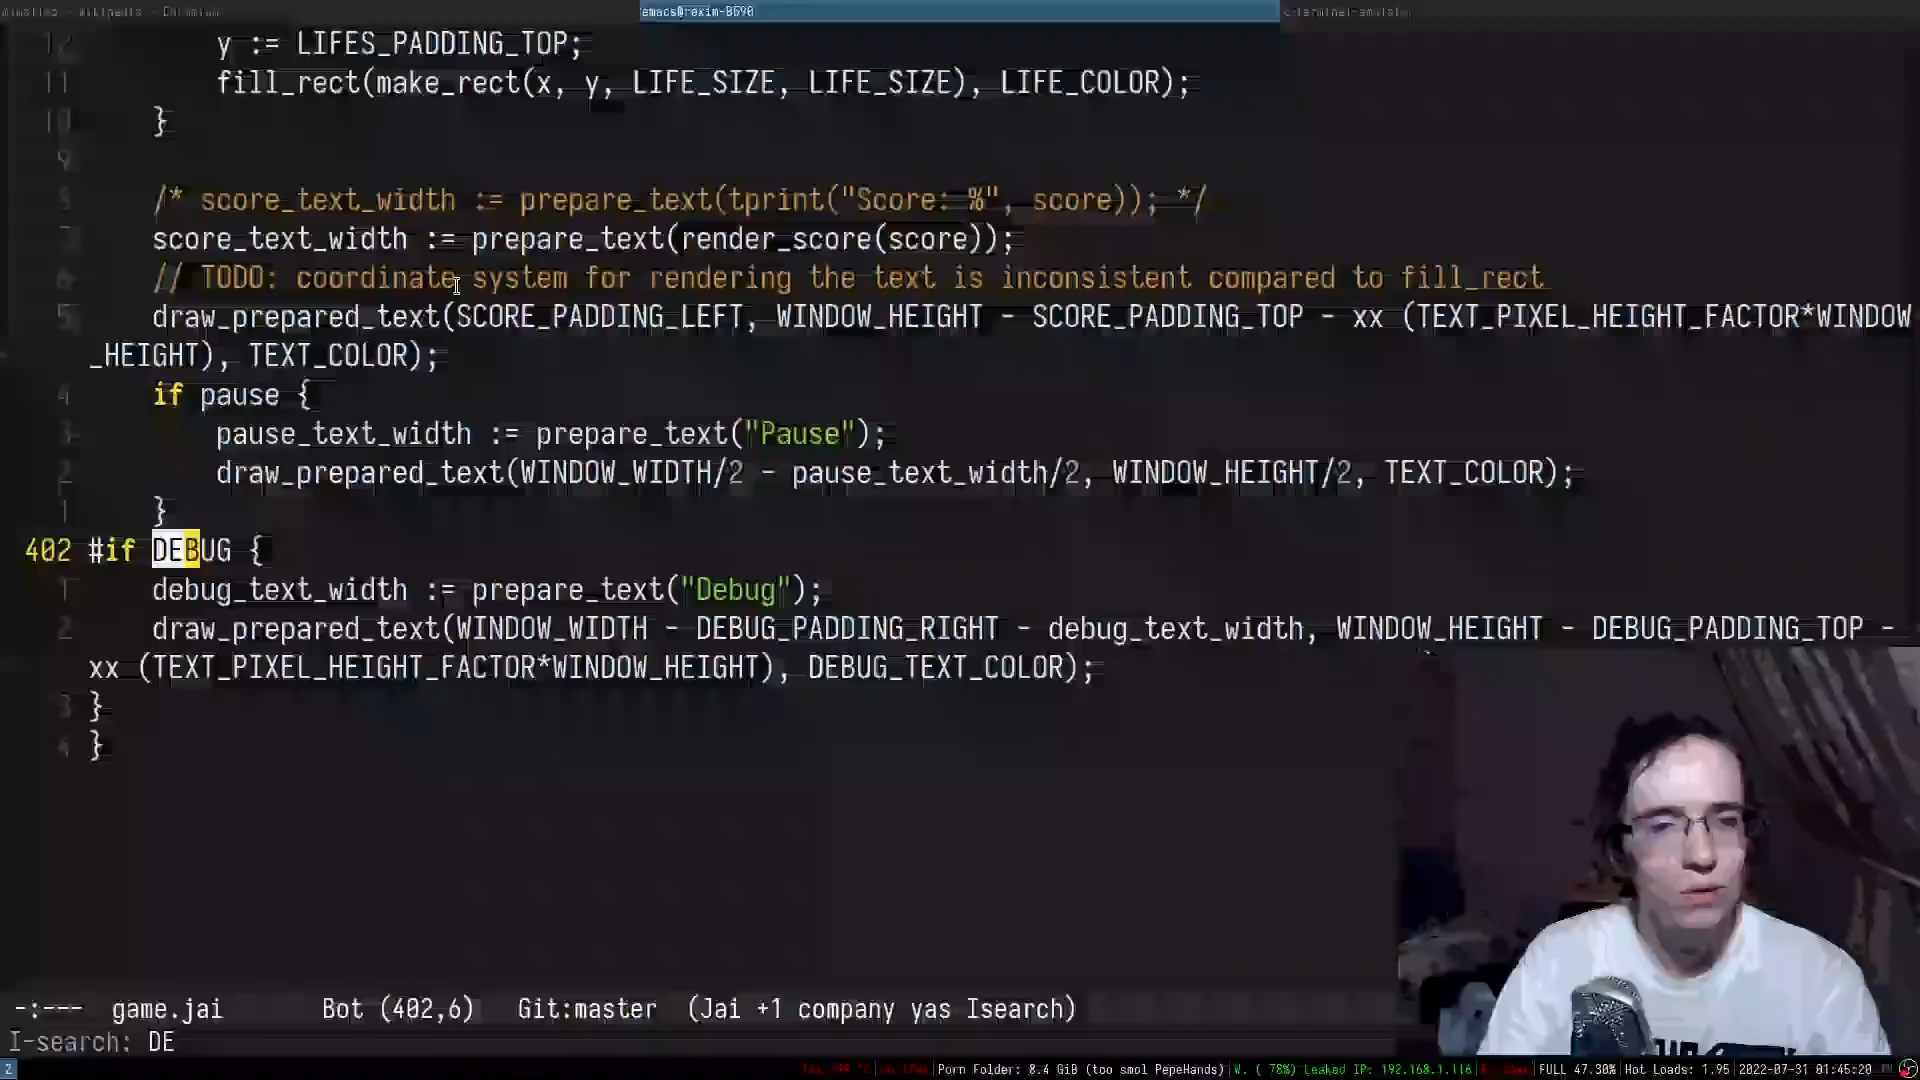 emacs@rexim-B590
12 y := LIFES_PADDING_TOP;
11 fill_rect(make_rect(x, y, LIFE_SIZE, LIFE_SIZE), LIFE_COLOR);
10 }
9
8 /* score_text_width := prepare_text(tprint("Score: %", score)); */
7 score_text_width := prepare_text(render_score(score));
6 // TODO: coordinate system for rendering the text is inconsistent compared to fill_rect
5 draw_prepared_text(SCORE_PADDING_LEFT, WINDOW_HEIGHT - SCORE_PADDING_TOP - xx (TEXT_PIXEL_HEIGHT_FACTOR*WINDOW
_HEIGHT), TEXT_COLOR);
4 if pause {
3 pause_text_width := prepare_text("Pause");
2 draw_prepared_text(WINDOW_WIDTH/2 - pause_text_width/2, WINDOW_HEIGHT/2, TEXT_COLOR);
1 }
402 #if DEBUG {
1 debug_text_width := prepare_text("Debug");
2 draw_prepared_text(WINDOW_WIDTH - DEBUG_PADDING_RIGHT - debug_text_width, WINDOW_HEIGHT - DEBUG_PADDING_TOP -
xx (TEXT_PIXEL_HEIGHT_FACTOR*WINDOW_HEIGHT), DEBUG_TEXT_COLOR);
3 }
4 }
-:--- game.jai Bot (402,6) Git:master (Jai +1 company yas Isearch)
I-search: DE
2 Porn Folder: 8.4 GiB (too smol PepeHands) W. ( 78%) Leaked IP: 192.168.1.116 FULL 47.30% Hot Loads: 1.95 2022-07-31 01:45:20